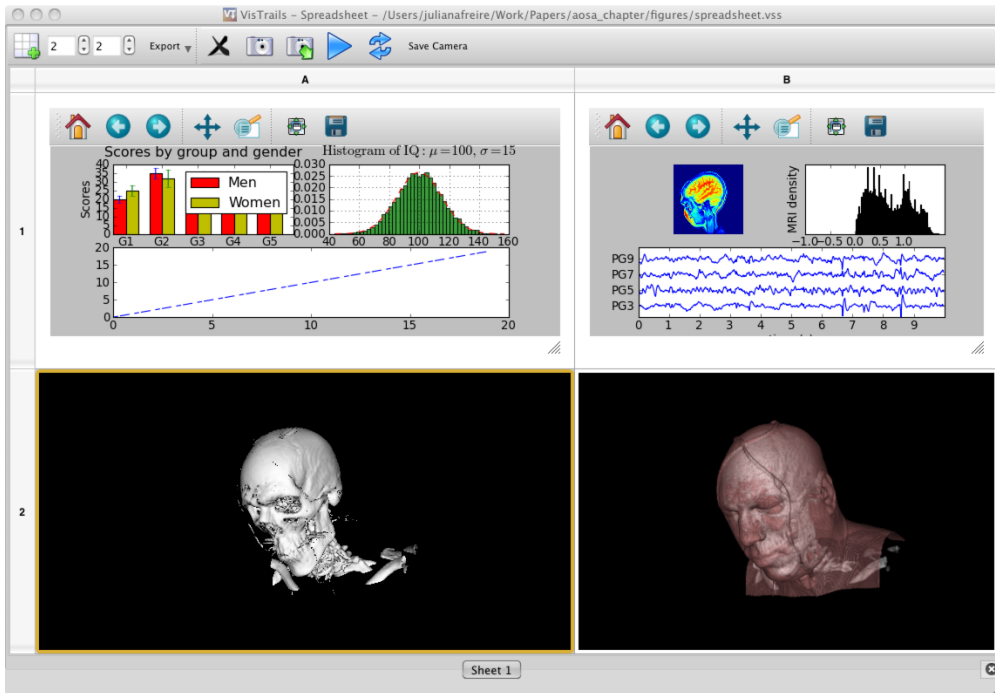 VisTrails - Spreadsheet - /Users/julianafreire/Work/Papers/aosa_chapter/figures/spreadsheet.vss
2 2 Export Save Camera
A B
1
Scores by group and gender
Scores
40
35
30
25
20
15
10
5
0
Men
Women
G1 G2 G3 G4 G5
Histogram of IQ: μ=100, σ=15
0.030
0.025
0.020
0.015
0.010
0.005
0.000
40 60 80 100 120 140 160
20
15
10
5
0
0 5 10 15 20
MRI density
-1.0 -0.5 0.0 0.5 1.0
PG9
PG7
PG5
PG3
0 1 2 3 4 5 6 7 8 9
2
Sheet 1